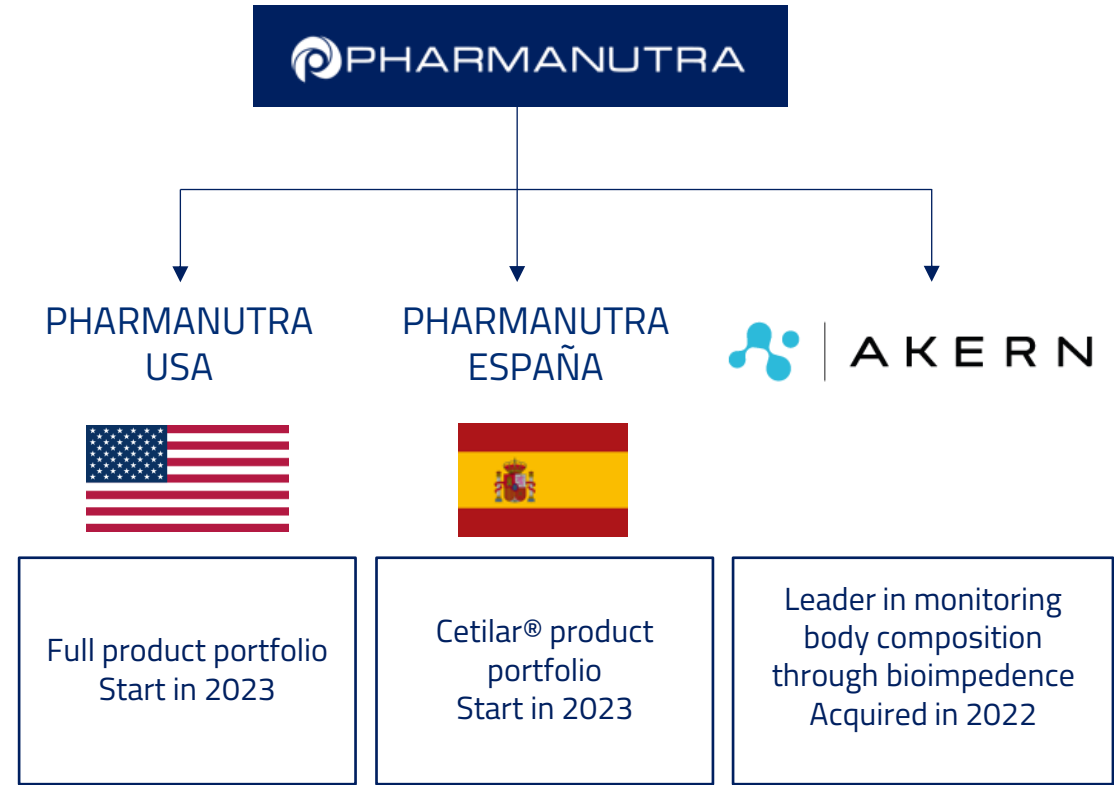 PHARMANUTRA
PHARMANUTRA
USA
PHARMANUTRA
ESPAÑA
AKERN
Full product portfolio
Start in 2023
Cetilar® product
portfolio
Start in 2023
Leader in monitoring
body composition
through bioimpedence
Acquired in 2022